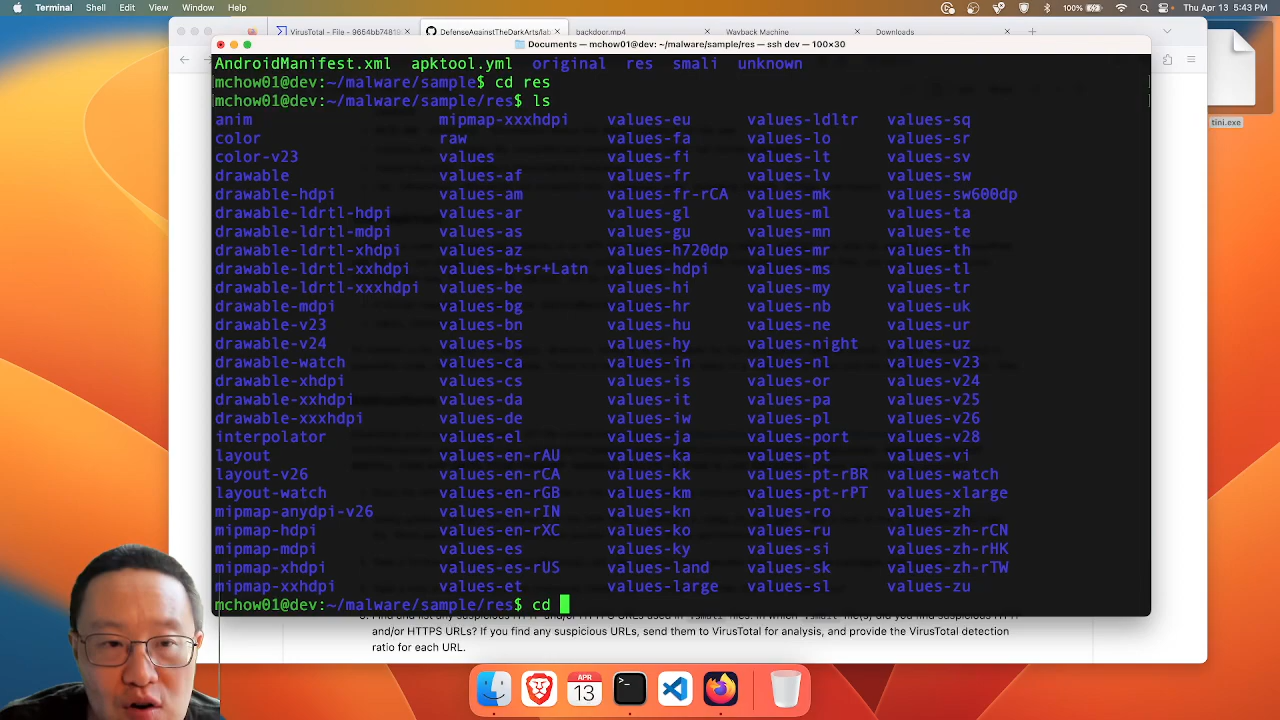 Shell Edit View Window Help 100% Thu Apr 13 5:43 PM
VirusTotal - File - 9654bb74819 DefenseAgainstTheDarkArts/lab backdoor.mp4 Wayback Machine Downloads
Documents — mchow01@dev: ~/malware/sample/res — ssh dev — 100×30
AndroidManifest.xml apktool.yml original res smali unknown
mchow01@dev:~/malware/sample$ cd res
mchow01@dev:~/malware/sample/res$ ls
anim mipmap-xxxhdpi values-eu values-ldltr values-sq
color raw values-fa values-lo values-sr
color-v23 values values-fi values-lt values-sv
drawable values-af values-fr values-lv values-sw
drawable-hdpi values-am values-fr-rCA values-mk values-sw600dp
drawable-ldrtl-hdpi values-ar values-gl values-ml values-ta
drawable-ldrtl-mdpi values-as values-gu values-mn values-te
drawable-ldrtl-xhdpi values-az values-h720dp values-mr values-th
drawable-ldrtl-xxhdpi values-b+sr+Latn values-hdpi values-ms values-tl
drawable-ldrtl-xxxhdpi values-be values-hi values-my values-tr
drawable-mdpi values-bg values-hr values-nb values-uk
drawable-v23 values-bn values-hu values-ne values-ur
drawable-v24 values-bs values-hy values-night values-uz
drawable-watch values-ca values-in values-nl values-v23
drawable-xhdpi values-cs values-is values-or values-v24
drawable-xxhdpi values-da values-it values-pa values-v25
drawable-xxxhdpi values-de values-iw values-pl values-v26
interpolator values-el values-ja values-port values-v28
layout values-en-rAU values-ka values-pt values-vi
layout-v26 values-en-rCA values-kk values-pt-rBR values-watch
layout-watch values-en-rGB values-km values-pt-rPT values-xlarge
mipmap-anydpi-v26 values-en-rIN values-kn values-ro values-zh
mipmap-hdpi values-en-rXC values-ko values-ru values-zh-rCN
mipmap-mdpi values-es values-ky values-si values-zh-rHK
mipmap-xhdpi values-es-rUS values-land values-sk values-zh-rTW
mipmap-xxhdpi values-et values-large values-sl values-zu
mchow01@dev:~/malware/sample/res$ cd
and/or HTTPS URLs? If you find any suspicious URLs, send them to VirusTotal for analysis, and provide the VirusTotal detection
ratio for each URL.
tini.exe
APR
13